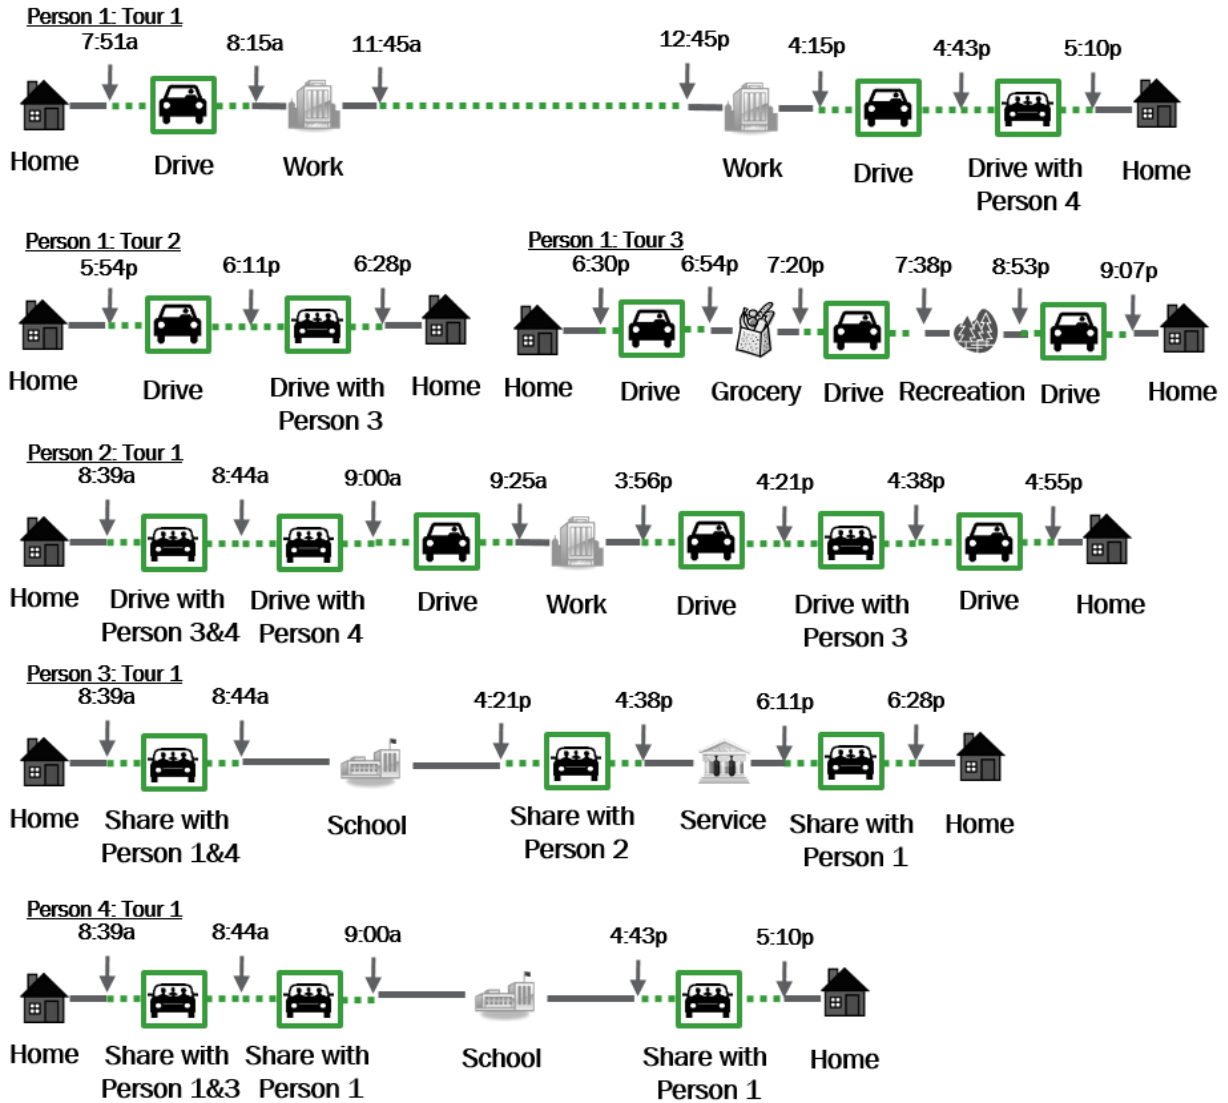 Person 1: Tour 1
7:51a 8:15a 11:45a 12:45p 4:15p 4:43p 5:10p
Home Drive Work Work Drive Drive with Home
Person 4
Person 1: Tour 2 Person 1: Tour 3
5:54p 6:11p 6:28p 6:30p 6:54p 7:20p 7:38p 8:53p 9:07p
Home Drive Drive with Home Home Drive Grocery Drive Recreation Drive Home
Person 3
Person 2: Tour 1
8:39a 8:44a 9:00a 9:25a 3:56p 4:21p 4:38p 4:55p
Home Drive with Drive with Drive Work Drive Drive with Drive Home
Person 3&4 Person 4 Person 3
Person 3: Tour 1
8:39a 8:44a 4:21p 4:38p 6:11p 6:28p
Home Share with School Share with Service Share with Home
Person 1&4 Person 2 Person 1
Person 4: Tour 1
8:39a 8:44a 9:00a 4:43p 5:10p
Home Share with Share with School Share with Home
Person 1&3 Person 1 Person 1